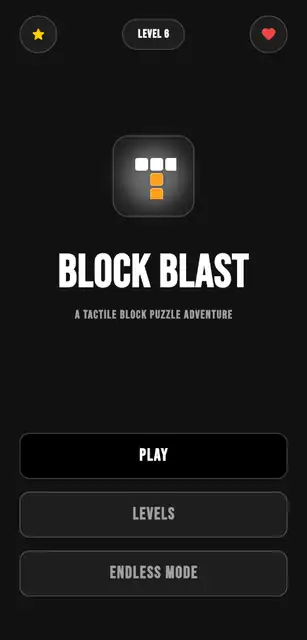 LEVEL 6
BLOCK BLAST
A TACTILE BLOCK PUZZLE ADVENTURE
PLAY
LEVELS
ENDLESS MODE